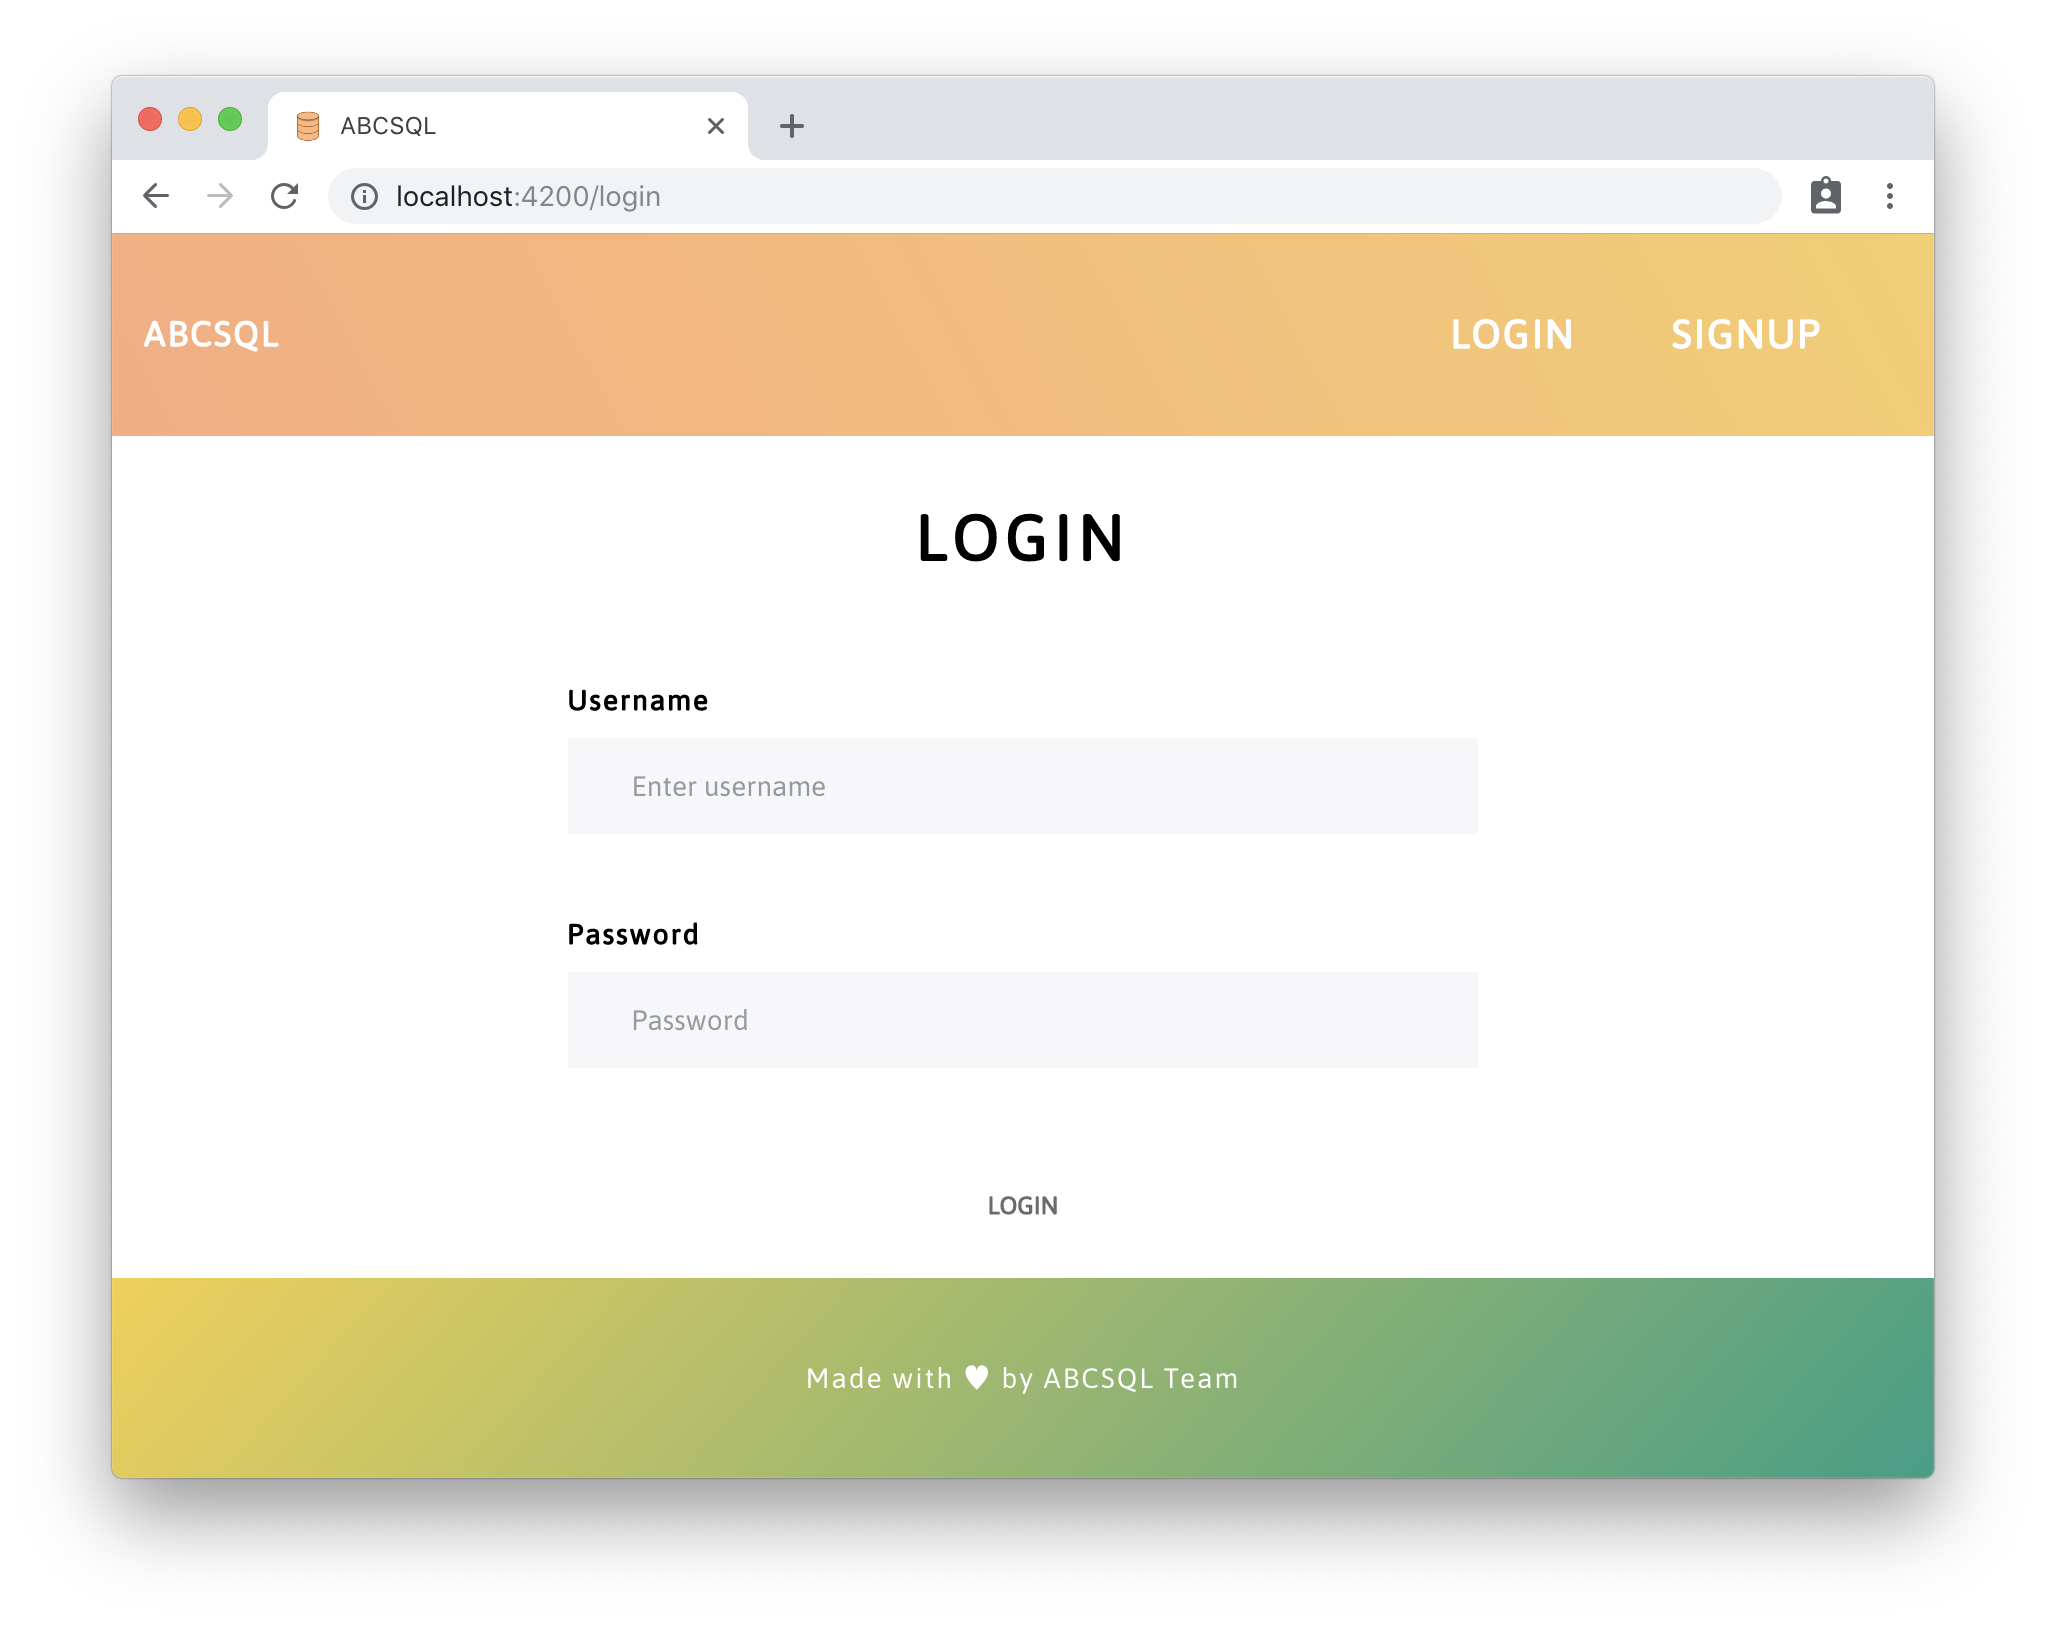 ABCSQL
localhost:4200/login
ABCSQL LOGIN SIGNUP
LOGIN
Username
Enter username
Password
Password
LOGIN
Made with ♥ by ABCSQL Team